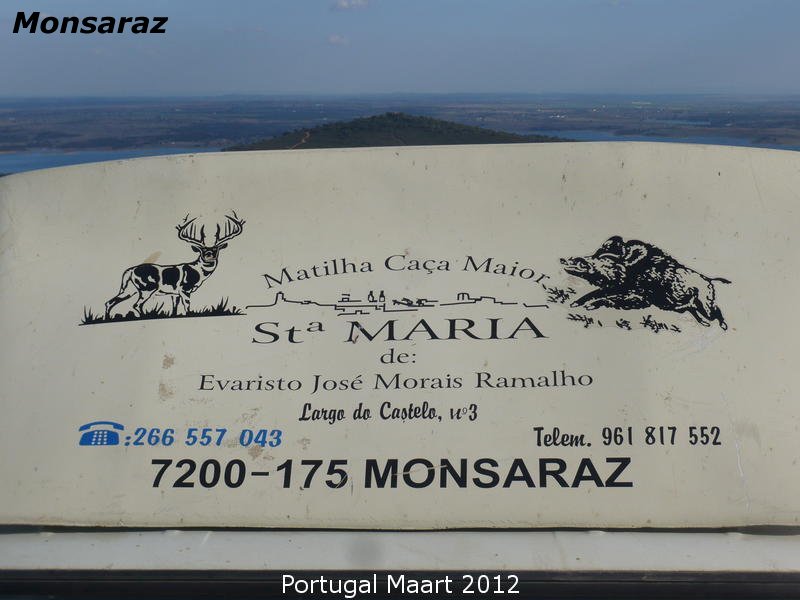 Monsaraz
Matilha Caça Maior
Stª MARIA
de:
Evaristo José Morais Ramalho
Largo do Castelo, nº3
:266 557 043
Telem. 961 817 552
7200-175 MONSARAZ
Portugal Maart 2012